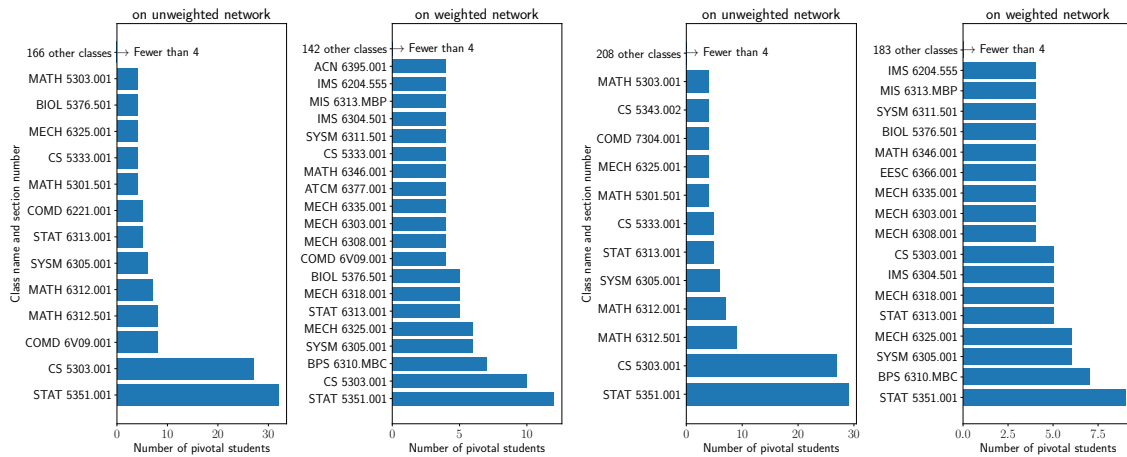 on unweighted network
166 other classes → Fewer than 4
MATH 5303.001
BIOL 5376.501
MECH 6325.001
CS 5333.001
MATH 5301.501
COMD 6221.001
STAT 6313.001
SYSM 6305.001
MATH 6312.001
MATH 6312.501
COMD 6V09.001
CS 5303.001
STAT 5351.001
Class name and section number
0 10 20 30
Number of pivotal students
on weighted network
142 other classes → Fewer than 4
ACN 6395.001
IMS 6204.555
MIS 6313.MBP
IMS 6304.501
SYSM 6311.501
CS 5333.001
MATH 6346.001
ATCM 6377.001
MECH 6335.001
MECH 6303.001
MECH 6308.001
COMD 6V09.001
BIOL 5376.501
MECH 6318.001
STAT 6313.001
MECH 6325.001
SYSM 6305.001
BPS 6310.MBC
CS 5303.001
STAT 5351.001
0 5 10
Number of pivotal students
on unweighted network
208 other classes → Fewer than 4
MATH 5303.001
CS 5343.002
COMD 7304.001
MECH 6325.001
MATH 5301.501
CS 5333.001
STAT 6313.001
SYSM 6305.001
MATH 6312.001
MATH 6312.501
CS 5303.001
STAT 5351.001
Class name and section number
0 10 20 30
Number of pivotal students
on weighted network
183 other classes → Fewer than 4
IMS 6204.555
MIS 6313.MBP
SYSM 6311.501
BIOL 5376.501
MATH 6346.001
EESC 6366.001
MECH 6335.001
MECH 6303.001
MECH 6308.001
CS 5303.001
IMS 6304.501
MECH 6318.001
STAT 6313.001
MECH 6325.001
SYSM 6305.001
BPS 6310.MBC
STAT 5351.001
0.0 2.5 5.0 7.5
Number of pivotal students